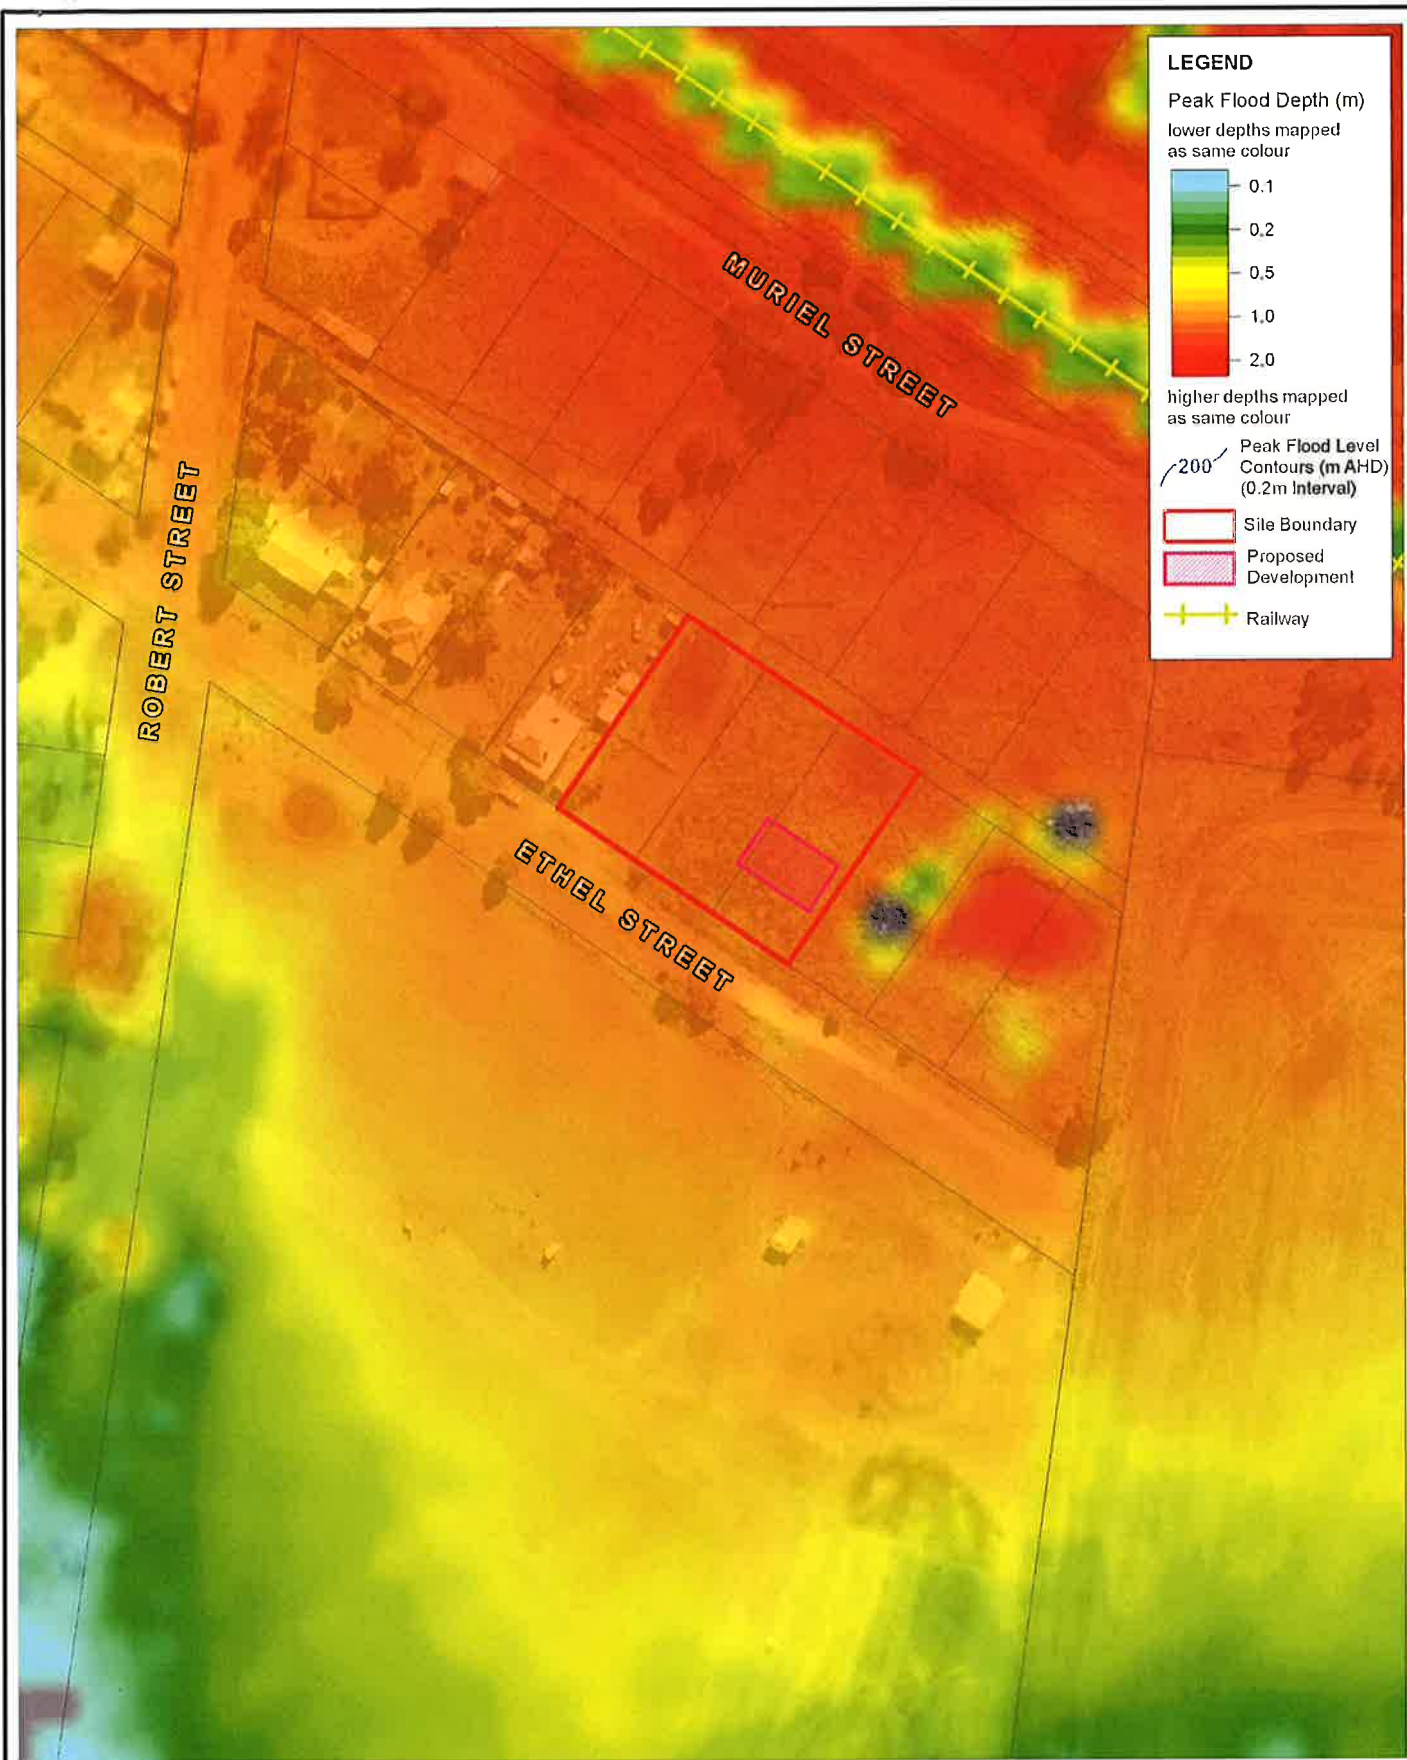 LEGEND
Peak Flood Depth (m)
lower depths mapped
as same colour
0.1
0.2
0.5
1.0
2.0
higher depths mapped
as same colour
200
Peak Flood Level
Contours (m AHD)
(0.2m Interval)
Site Boundary
Proposed
Development
Railway
MURIEL STREET
ROBERT STREET
ETHEL STREET